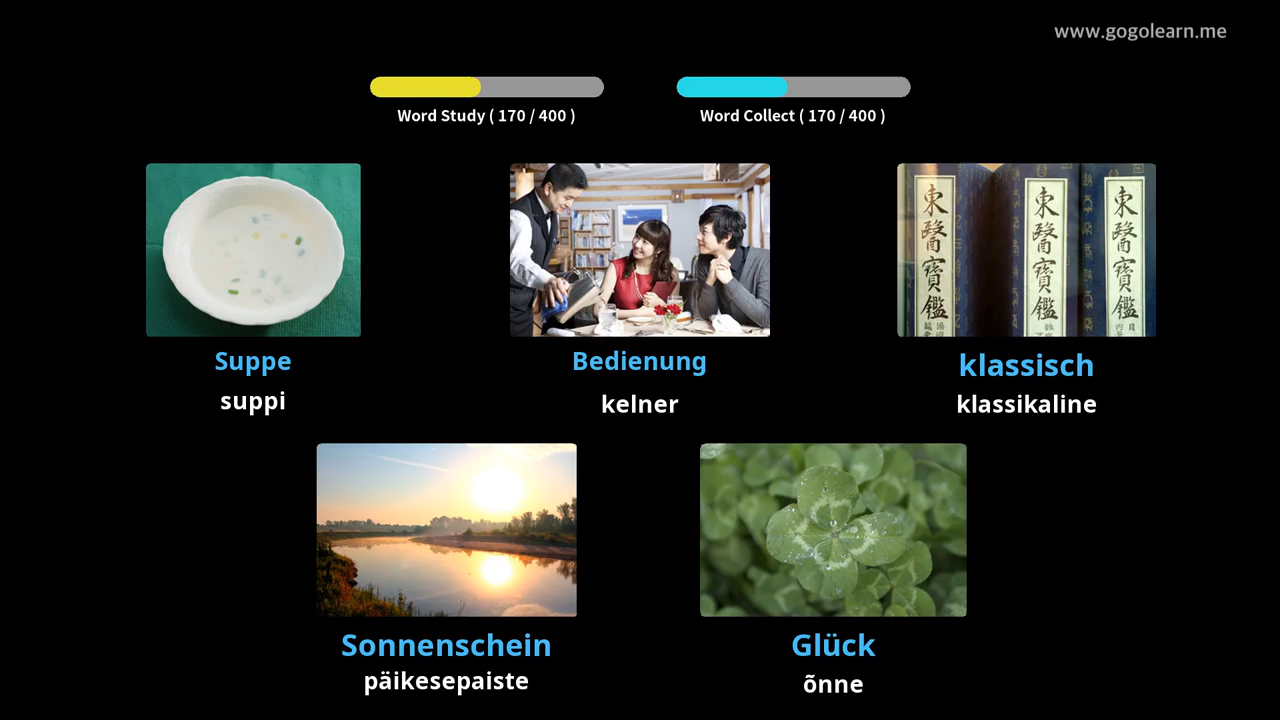 www.gogolearn.me
Word Study ( 170 / 400 )
Word Collect ( 170 / 400 )
東醫寶鑑
東醫寶鑑
東醫寶鑑
Suppe
Bedienung
klassisch
suppi
kelner
klassikaline
Sonnenschein
Glück
päikesepaiste
õnne